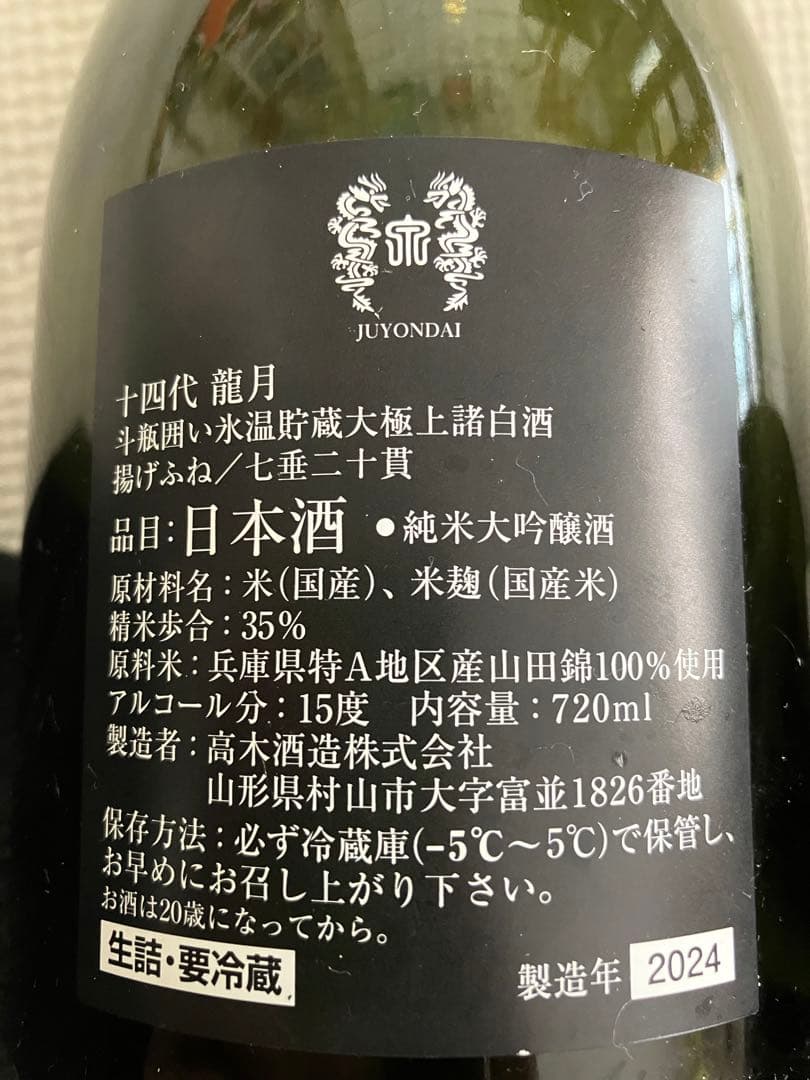 JUYONDAI
十四代 龍月
斗瓶囲い氷温貯蔵大極上諸白酒
揚げふね/七垂二十貫
品目:日本酒 ●純米大吟醸酒
原材料名:米(国産)、米麹(国産米)
精米歩合:35%
原料米:兵庫県特A地区産山田錦100%使用
アルコール分:15度 内容量:720ml
製造者:高木酒造株式会社
山形県村山市大字富並1826番地
保存方法:必ず冷蔵庫(-5℃〜5℃)で保管し、
お早めにお召し上がり下さい。
お酒は20歳になってから。
生詰・要冷蔵 製造年 2024